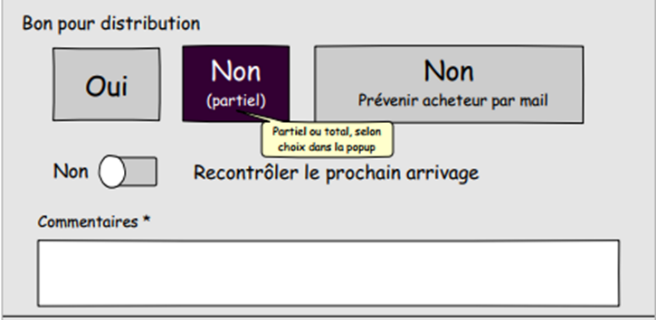 Bon pour distribution
Oui
Non
(partiel)
Non
Prévenir acheteur par mail
Partiel ou total, selon
choix dans la popup
Non
Recontrôler le prochain arrivage
Commentaires *